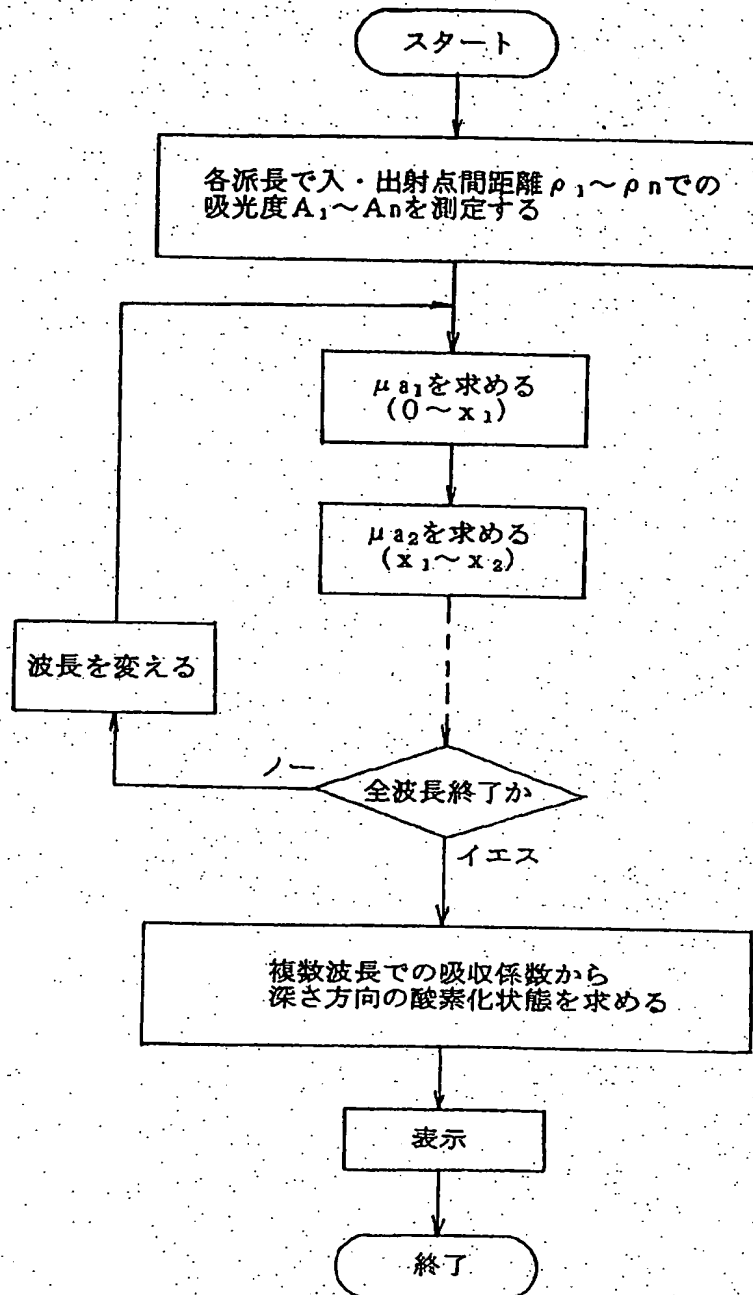 スタート
各派長で入・出射点間距離ρ₁～ρnでの
吸光度A₁～Anを測定する
μa₁を求める
(0～x₁)
μa₂を求める
(x₁～x₂)
波長を変える
ノー
全波長終了か
イエス
複数波長での吸収係数から
深さ方向の酸素化状態を求める
表示
終了